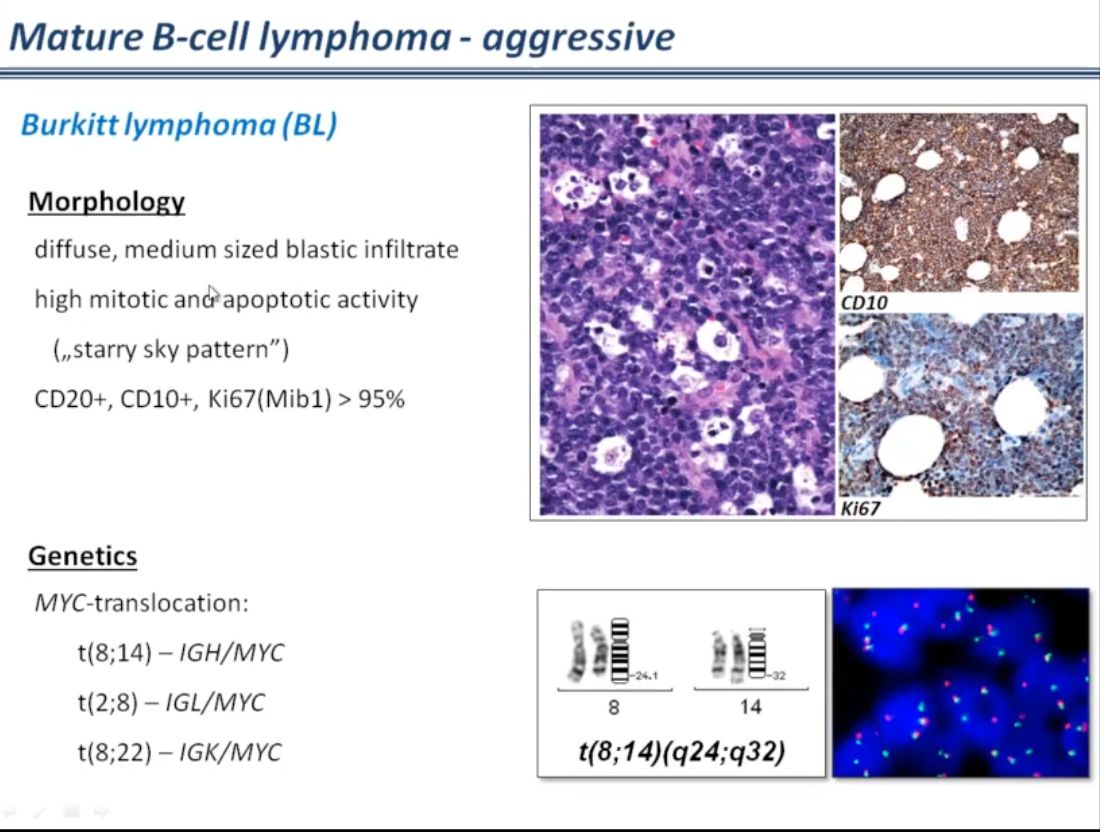 Mature B-cell lymphoma - aggressive
Burkitt lymphoma (BL)
Morphology
diffuse, medium sized blastic infiltrate
high mitotic and apoptotic activity
(„starry sky pattern”)
CD20+, CD10+, Ki67(Mib1) > 95%
CD10
Ki67
Genetics
MYC-translocation:
t(8;14) – IGH/MYC
t(2;8) – IGL/MYC
t(8;22) – IGK/MYC
-24.1
-32
8
14
t(8;14)(q24;q32)